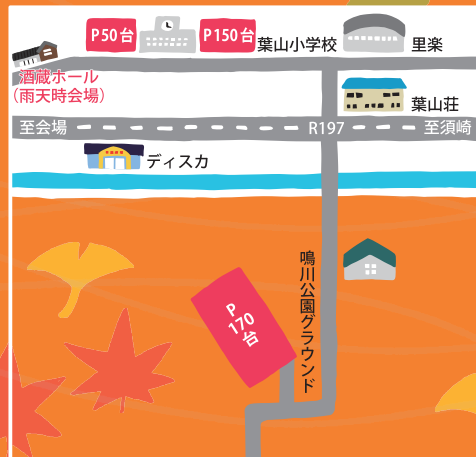 P50台
P150台
葉山小学校
里楽
酒蔵ホール
（雨天時会場）
葉山荘
至会場
R197
至須崎
ディスカ
鳴川公園グラウンド
P
170
台